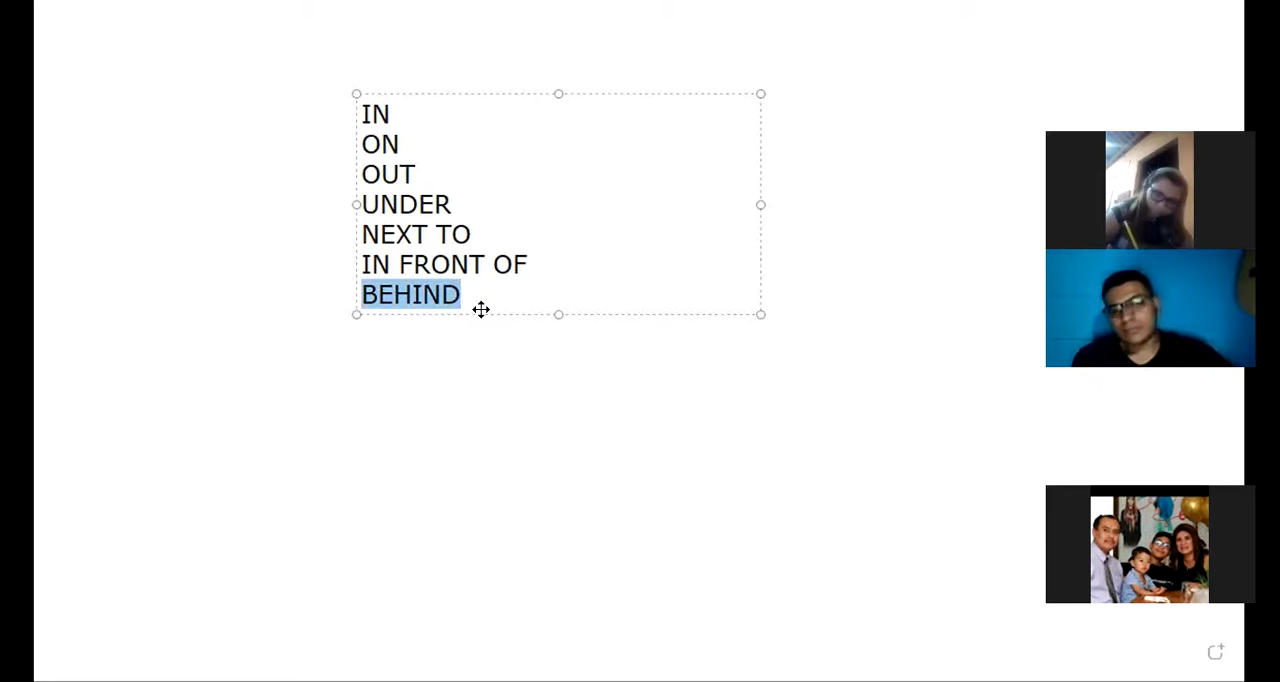 IN
ON
OUT
UNDER
NEXT TO
IN FRONT OF
BEHIND